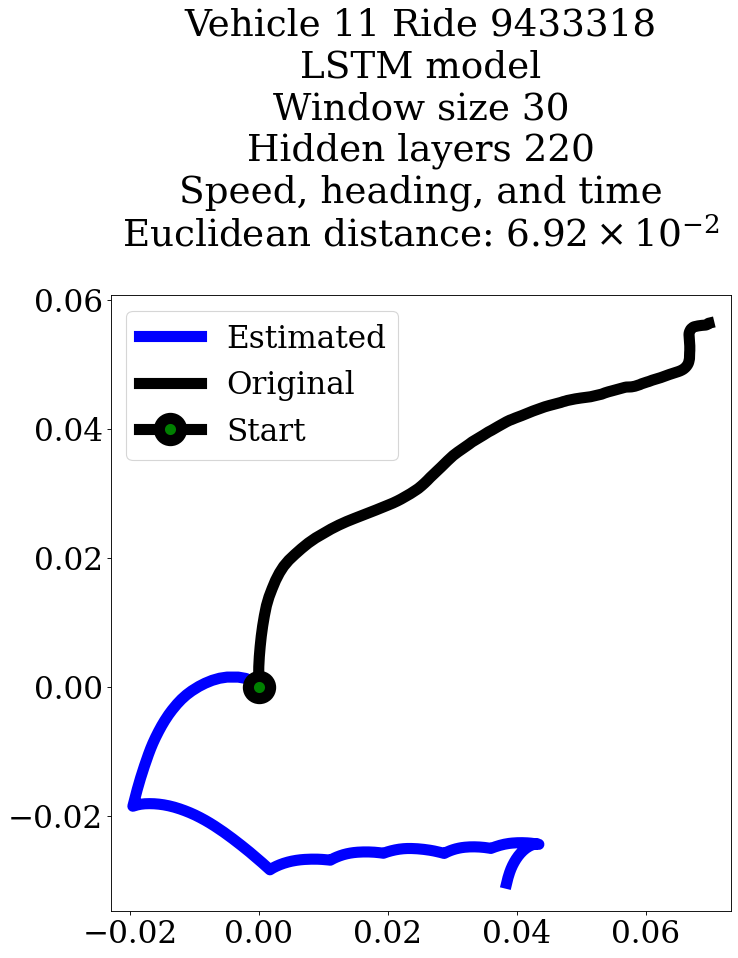 Vehicle 11 Ride 9433318
LSTM model
Window size 30
Hidden layers 220
Speed, heading, and time
Euclidean distance: 6.92 × 10⁻²
0.06
0.04
0.02
0.00
−0.02
Estimated
Original
Start
−0.02 0.00 0.02 0.04 0.06